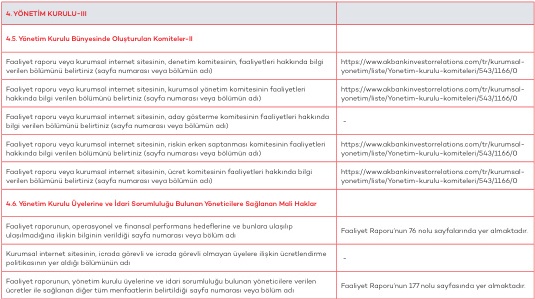 4. YÖNETİM KURULU-III
4.5. Yönetim Kurulu Bünyesinde Oluşturulan Komiteler-II
Faaliyet raporu veya kurumsal internet sitesinin, denetim komitesinin, faaliyetleri hakkında bilgi
verilen bölümünü belirtiniz (sayfa numarası veya bölümün adı)
https://www.akbankinvestorrelations.com/tr/kurumsal-
yonetim/liste/Yonetim-kurulu-komiteleri/543/1166/0
Faaliyet raporu veya kurumsal internet sitesinin, kurumsal yönetim komitesinin faaliyetleri
hakkında bilgi verilen bölümünü belirtiniz (sayfa numarası veya bölümün adı)
https://www.akbankinvestorrelations.com/tr/kurumsal-
yonetim/liste/Yonetim-kurulu-komiteleri/543/1166/0
Faaliyet raporu veya kurumsal internet sitesinin, aday gösterme komitesinin faaliyetleri hakkında
bilgi verilen bölümünü belirtiniz (sayfa numarası veya bölümün adı)
-
Faaliyet raporu veya kurumsal internet sitesinin, riskin erken saptanması komitesinin faaliyetleri
hakkında bilgi verilen bölümünü belirtiniz (sayfa numarası veya bölümün adı)
https://www.akbankinvestorrelations.com/tr/kurumsal-
yonetim/liste/Yonetim-kurulu-komiteleri/543/1166/0
Faaliyet raporu veya kurumsal internet sitesinin, ücret komitesinin faaliyetleri hakkında bilgi
verilen bölümünü belirtiniz (sayfa numarası veya bölümün adı)
https://www.akbankinvestorrelations.com/tr/kurumsal-
yonetim/liste/Yonetim-kurulu-komiteleri/543/1166/0
4.6. Yönetim Kurulu Üyelerine ve İdari Sorumluluğu Bulunan Yöneticilere Sağlanan Mali Haklar
Faaliyet raporunun, operasyonel ve finansal performans hedeflerine ve bunlara ulaşılıp
ulaşılmadığına ilişkin bilginin verildiği sayfa numarası veya bölüm adı
Faaliyet Raporu'nun 76 nolu sayfalarında yer almaktadır.
Kurumsal internet sitesinin, icrada görevli ve icrada görevli olmayan üyelere ilişkin ücretlendirme
politikasının yer aldığı bölümünün adı
-
Faaliyet raporunun, yönetim kurulu üyelerine ve idari sorumluluğu bulunan yöneticilere verilen
ücretler ile sağlanan diğer tüm menfaatlerin belirtildiği sayfa numarası veya bölüm adı
Faaliyet Raporu'nun 177 nolu sayfasında yer almaktadır.